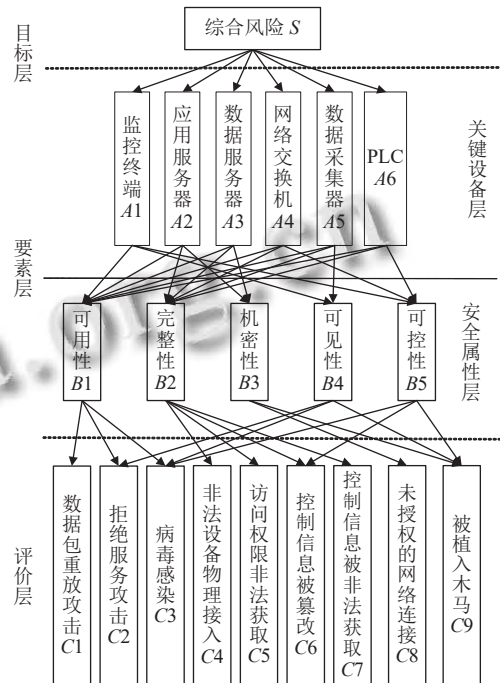 综合风险 S
目标层
监控终端 A1
应用服务器 A2
数据服务器 A3
网络交换机 A4
数据采集器 A5
PLC A6
关键设备层
要素层
可用性 B1
完整性 B2
机密性 B3
可见性 B4
可控性 B5
安全属性层
评价层
数据包重放攻击 C1
拒绝服务攻击 C2
病毒感染 C3
非法设备物理接入 C4
访问权限非法获取 C5
控制信息被篡改 C6
控制信息被非法获取 C7
未授权的网络连接 C8
被植入木马 C9